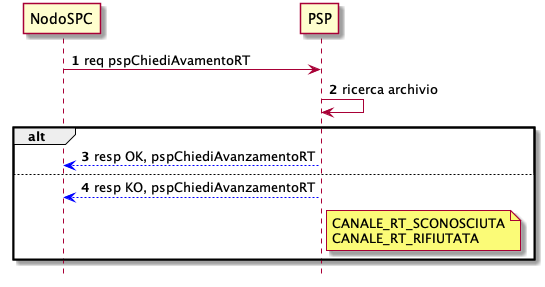 NodoSPC
PSP
1 req pspChiediAvamentoRT
2 ricerca archivio
alt
3 resp OK, pspChiediAvanzamentoRT
4 resp KO, pspChiediAvanzamentoRT
CANALE_RT_SCONOSCIUTA
CANALE_RT_RIFIUTATA